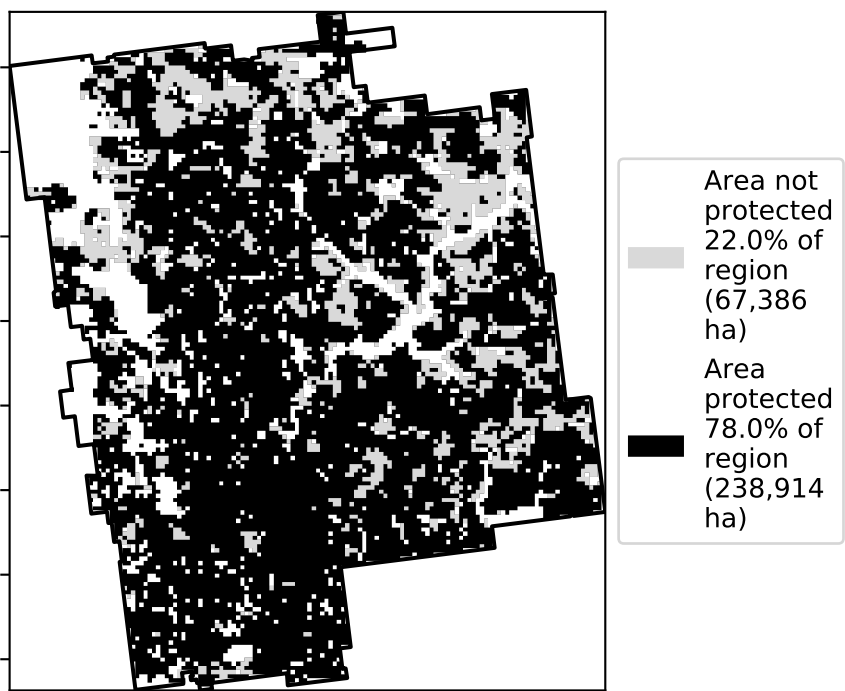 Area not
protected
22.0% of
region
(67,386
ha)
Area
protected
78.0% of
region
(238,914
ha)